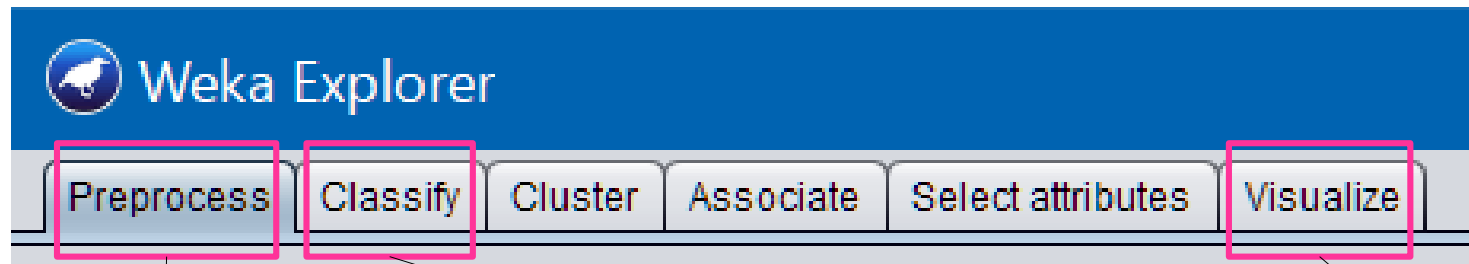 Weka Explorer
Preprocess Classify Cluster Associate Select attributes Visualize